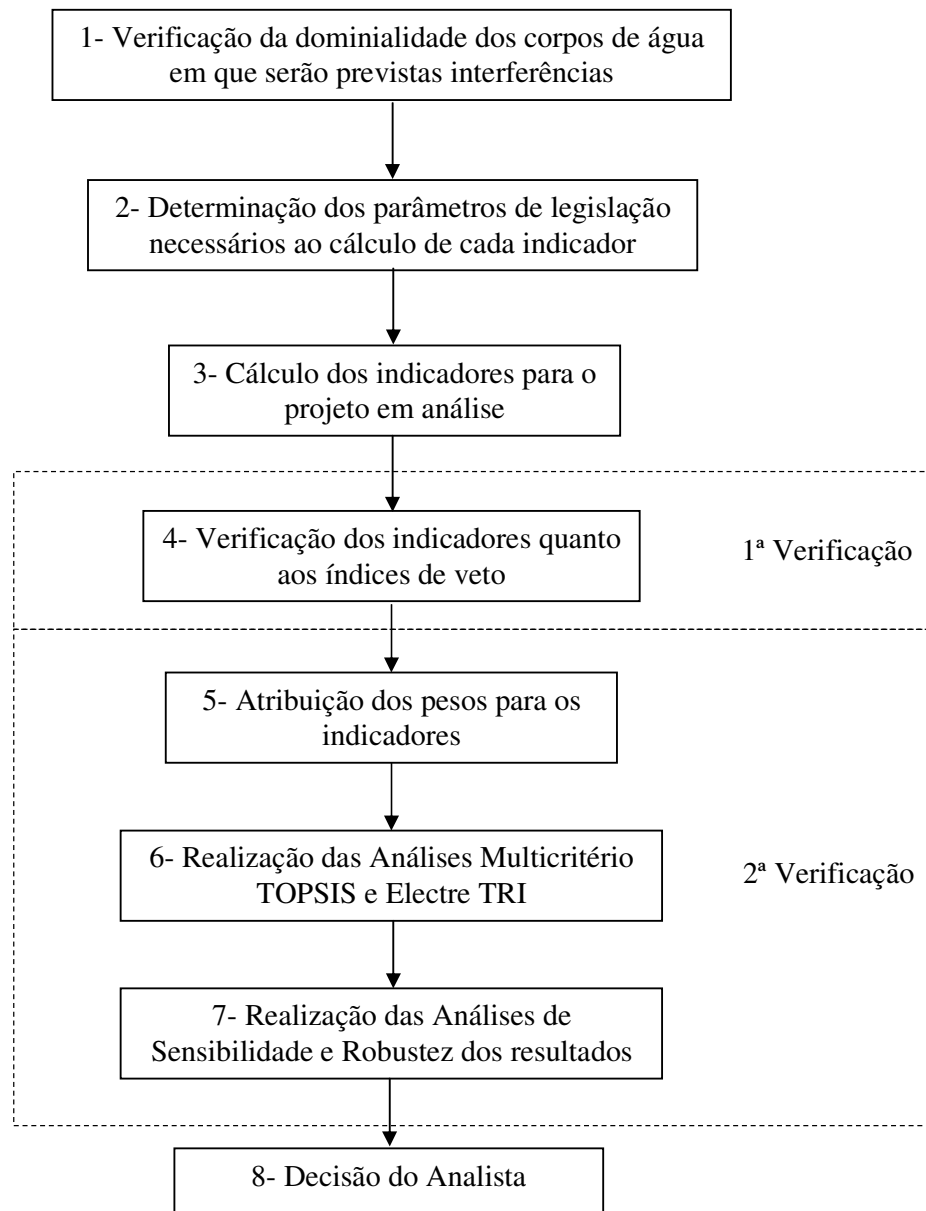 1- Verificação da dominialidade dos corpos de água
em que serão previstas interferências
2- Determinação dos parâmetros de legislação
necessários ao cálculo de cada indicador
3- Cálculo dos indicadores para o
projeto em análise
4- Verificação dos indicadores quanto
aos índices de veto
1ª Verificação
5- Atribuição dos pesos para os
indicadores
6- Realização das Análises Multicritério
TOPSIS e Electre TRI
2ª Verificação
7- Realização das Análises de
Sensibilidade e Robustez dos resultados
8- Decisão do Analista